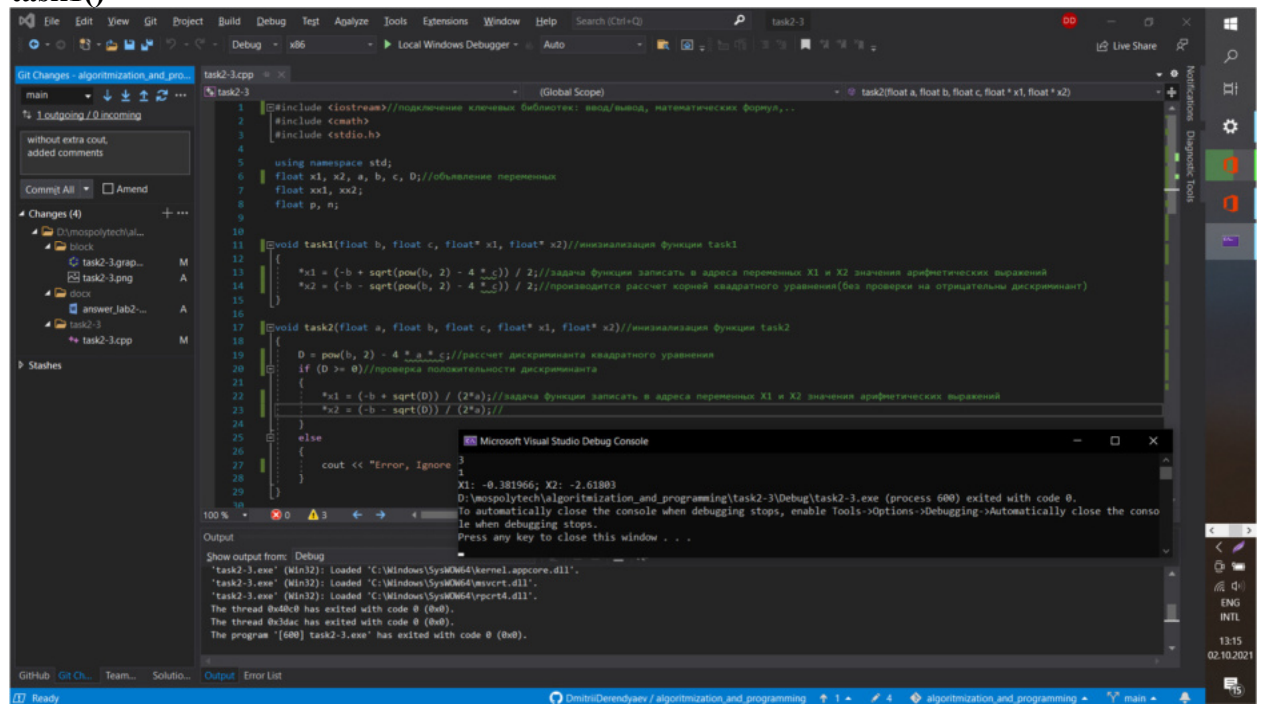 task1()
File Edit View Git Project Build Debug Test Analyze Tools Extensions Window Help Search (Ctrl+Q) task2-3 DD
Debug x86 Local Windows Debugger Auto Live Share
Git Changes - algoritmization_and_pro...
main
1 outgoing / 0 incoming
without extra cout,
added comments
Commit All Amend
Changes (4)
D:\mospolytech\al...
block
task2-3.grap... M
task2-3.png A
docx
answer_lab2-... A
task2-3
task2-3.cpp M
Stashes
task2-3.cpp
task2-3 (Global Scope) task2(float a, float b, float c, float * x1, float * x2)
1 #include <iostream>//подключение ключевых библиотек: ввод/вывод, математических формул,..
2 #include <cmath>
3 #include <stdio.h>
4
5 using namespace std;
6 float x1, x2, a, b, c, D;//объявление переменных
7 float xx1, xx2;
8 float p, n;
9
10
11 void task1(float b, float c, float* x1, float* x2)//инизиализация функции task1
12 {
13 *x1 = (-b + sqrt(pow(b, 2) - 4 * c)) / 2;//задача функции записать в адреса переменных X1 и X2 значения арифметических выражений
14 *x2 = (-b - sqrt(pow(b, 2) - 4 * c)) / 2;//производится рассчет корней квадратного уравнения(без проверки на отрицательны дискриминант)
15 }
16
17 void task2(float a, float b, float c, float* x1, float* x2)//инизиализация функции task2
18 {
19 D = pow(b, 2) - 4 * a * c;//рассчет дискриминанта квадратного уравнения
20 if (D >= 0)//проверка положительности дискриминанта
21 {
22 *x1 = (-b + sqrt(D)) / (2*a);//задача функции записать в адреса переменных X1 и X2 значения арифметических выражений
23 *x2 = (-b - sqrt(D)) / (2*a);//
24 }
25 else
26 {
27 cout << "Error, Ignore
28 }
29 }
30
100 % 0 3
Microsoft Visual Studio Debug Console
3
1
X1: -0.381966; X2: -2.61803
D:\mospolytech\algoritmization_and_programming\task2-3\Debug\task2-3.exe (process 600) exited with code 0.
To automatically close the console when debugging stops, enable Tools->Options->Debugging->Automatically close the conso
le when debugging stops.
Press any key to close this window . . .
Output
Show output from: Debug
'task2-3.exe' (Win32): Loaded 'C:\Windows\SysWOW64\kernel.appcore.dll'.
'task2-3.exe' (Win32): Loaded 'C:\Windows\SysWOW64\msvcrt.dll'.
'task2-3.exe' (Win32): Loaded 'C:\Windows\SysWOW64\rpcrt4.dll'.
The thread 0x40c0 has exited with code 0 (0x0).
The thread 0x3dac has exited with code 0 (0x0).
The program '[600] task2-3.exe' has exited with code 0 (0x0).
GitHub Git Ch... Team... Solutio... Output Error List
Ready DmitriiDerendyaev / algoritmization_and_programming 1 4 algoritmization_and_programming main
Notifications
Diagnostic Tools
ENG
INTL
13:15
02.10.2021
15